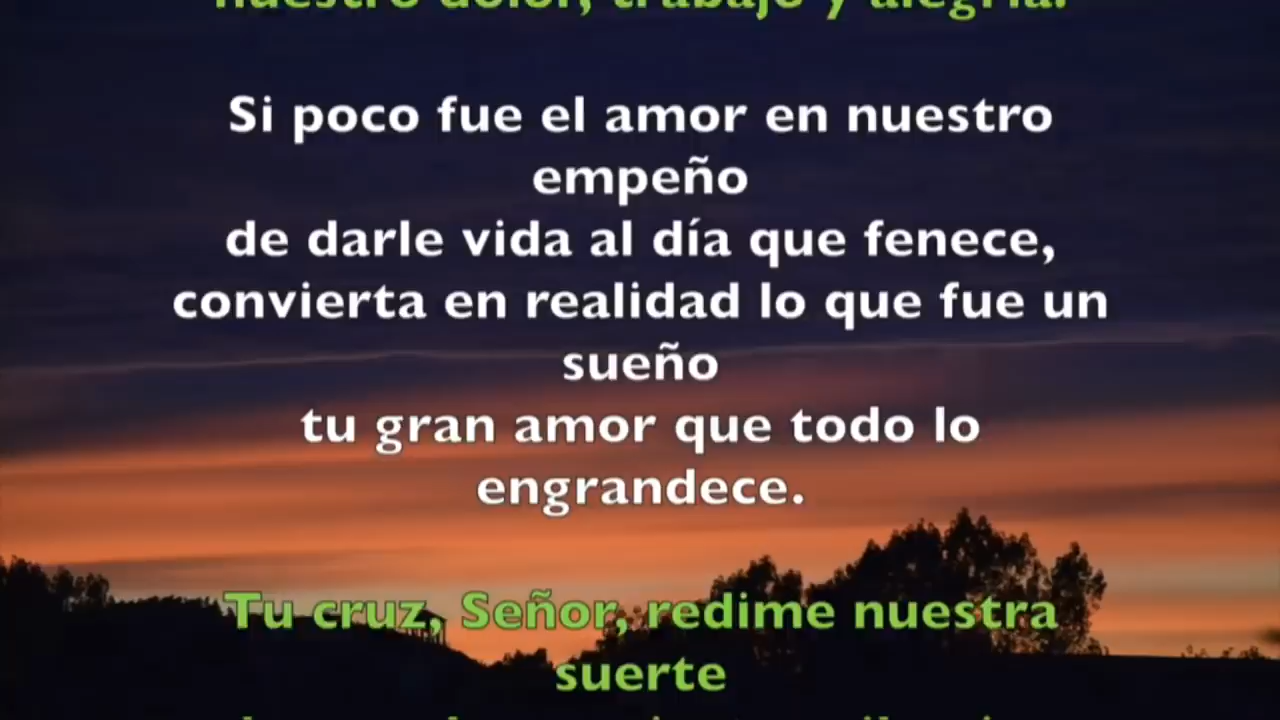 nuestro dolor, trabajo y alegría.
Si poco fue el amor en nuestro
empeño
de darle vida al día que fenece,
convierta en realidad lo que fue un
sueño
tu gran amor que todo lo
engrandece.
Tu cruz, Señor, redime nuestra
suerte